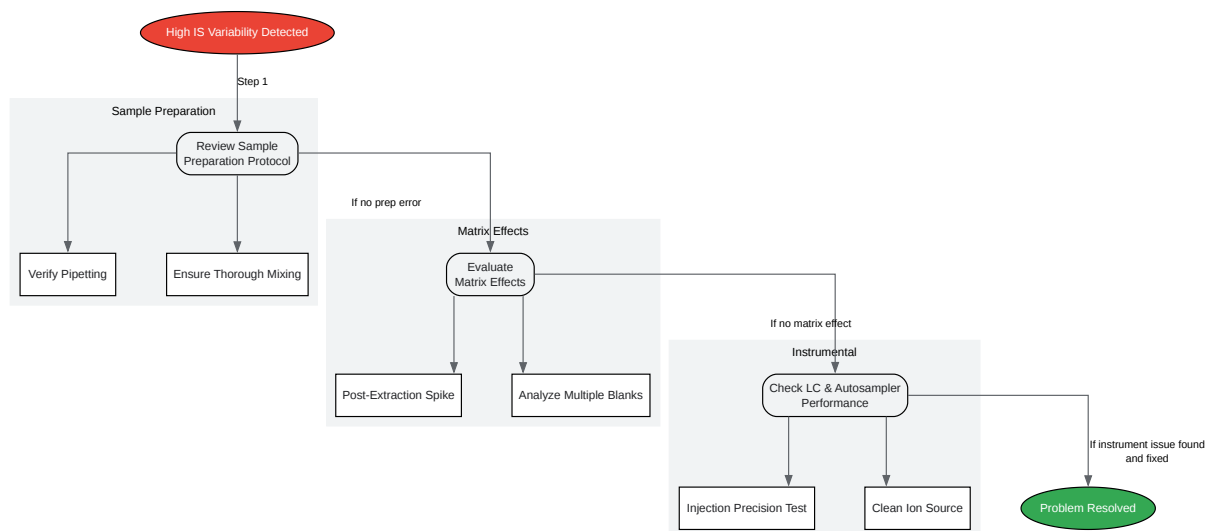 High IS Variability Detected
Step 1
Sample Preparation
Review Sample
Preparation Protocol
If no prep error
Verify Pipetting
Ensure Thorough Mixing
Matrix Effects
Evaluate
Matrix Effects
If no matrix effect
Post-Extraction Spike
Analyze Multiple Blanks
Instrumental
Check LC & Autosampler
Performance
If instrument issue found
and fixed
Injection Precision Test
Clean Ion Source
Problem Resolved